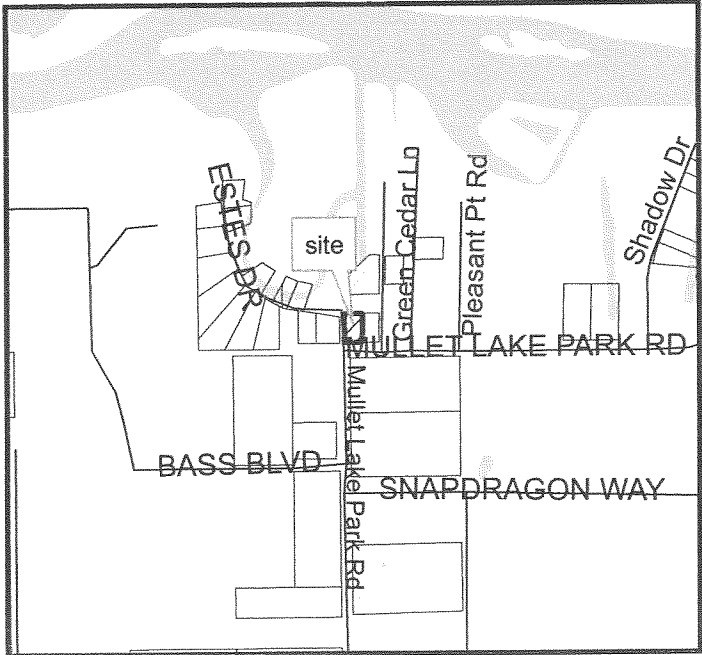 ESTES DR
site
Green Cedar Ln
Pleasant Pt Rd
Shadow Dr
MULLET LAKE PARK RD
Mullet Lake Park Rd
BASS BLVD
SNAPDRAGON WAY